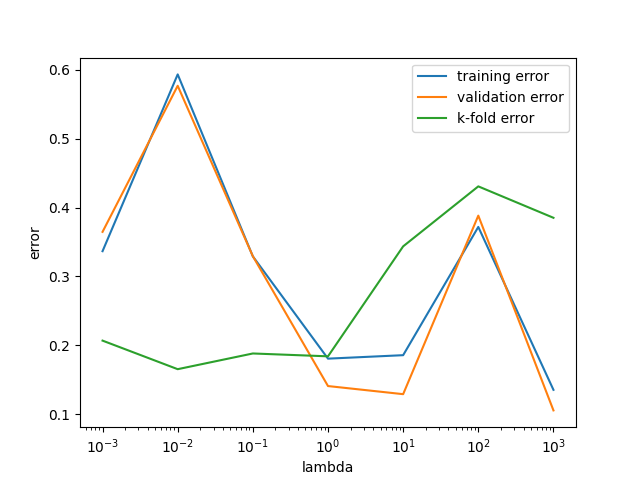 training error
validation error
k-fold error
0.6
0.5
0.4
0.3
0.2
0.1
error
10⁻³ 10⁻² 10⁻¹ 10⁰ 10¹ 10² 10³
lambda